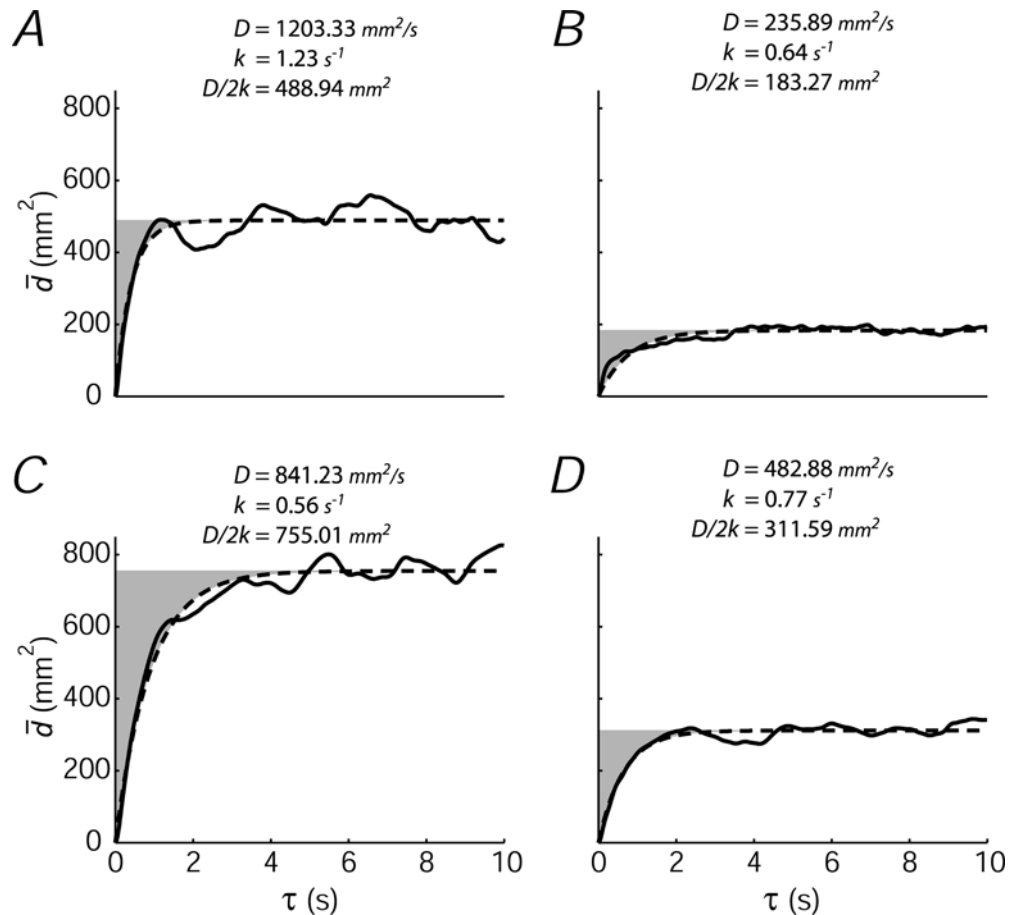 A
D = 1203.33 mm²/s
k = 1.23 s⁻¹
D/2k = 488.94 mm²
800
600
400
200
0
d̄ (mm²)
B
D = 235.89 mm²/s
k = 0.64 s⁻¹
D/2k = 183.27 mm²
C
D = 841.23 mm²/s
k = 0.56 s⁻¹
D/2k = 755.01 mm²
800
600
400
200
0
d̄ (mm²)
0 2 4 6 8 10
τ (s)
D
D = 482.88 mm²/s
k = 0.77 s⁻¹
D/2k = 311.59 mm²
0 2 4 6 8 10
τ (s)